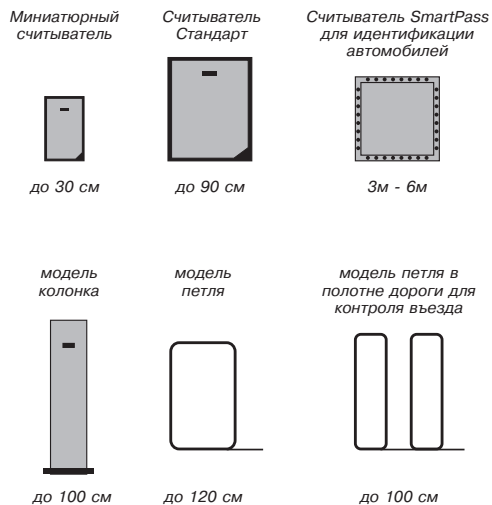 Миниатюрный
считыватель
до 30 см
Считыватель
Стандарт
до 90 см
Считыватель SmartPass
для идентификации
автомобилей
3м - 6м
модель
колонка
до 100 см
модель
петля
до 120 см
модель петля в
полотне дороги для
контроля въезда
до 100 см